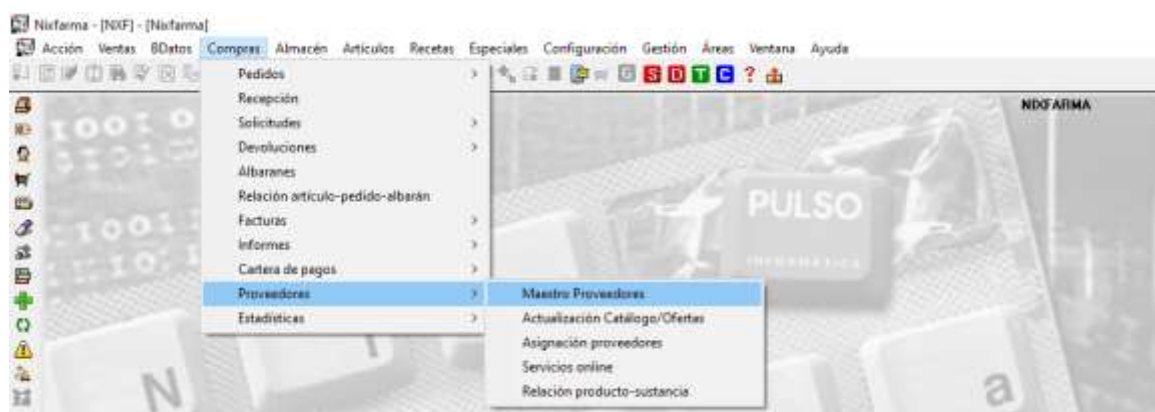 Nixfarma - [NXF] - [Nixfarma]
Acción Ventas BDatos Compras Almacén Artículos Recetas Especiales Configuración Gestión Áreas Ventana Ayuda
S D T C ?
Pedidos
Recepción
Solicitudes
Devoluciones
Albaranes
Relación artículo-pedido-albarán
Facturas
Informes
Cartera de pagos
Proveedores
Estadísticas
Maestro Proveedores
Actualización Catálogo/Ofertas
Asignación proveedores
Servicios online
Relación producto-sustancia
NIXFARMA
PULSO
INFORMATICA
N
a